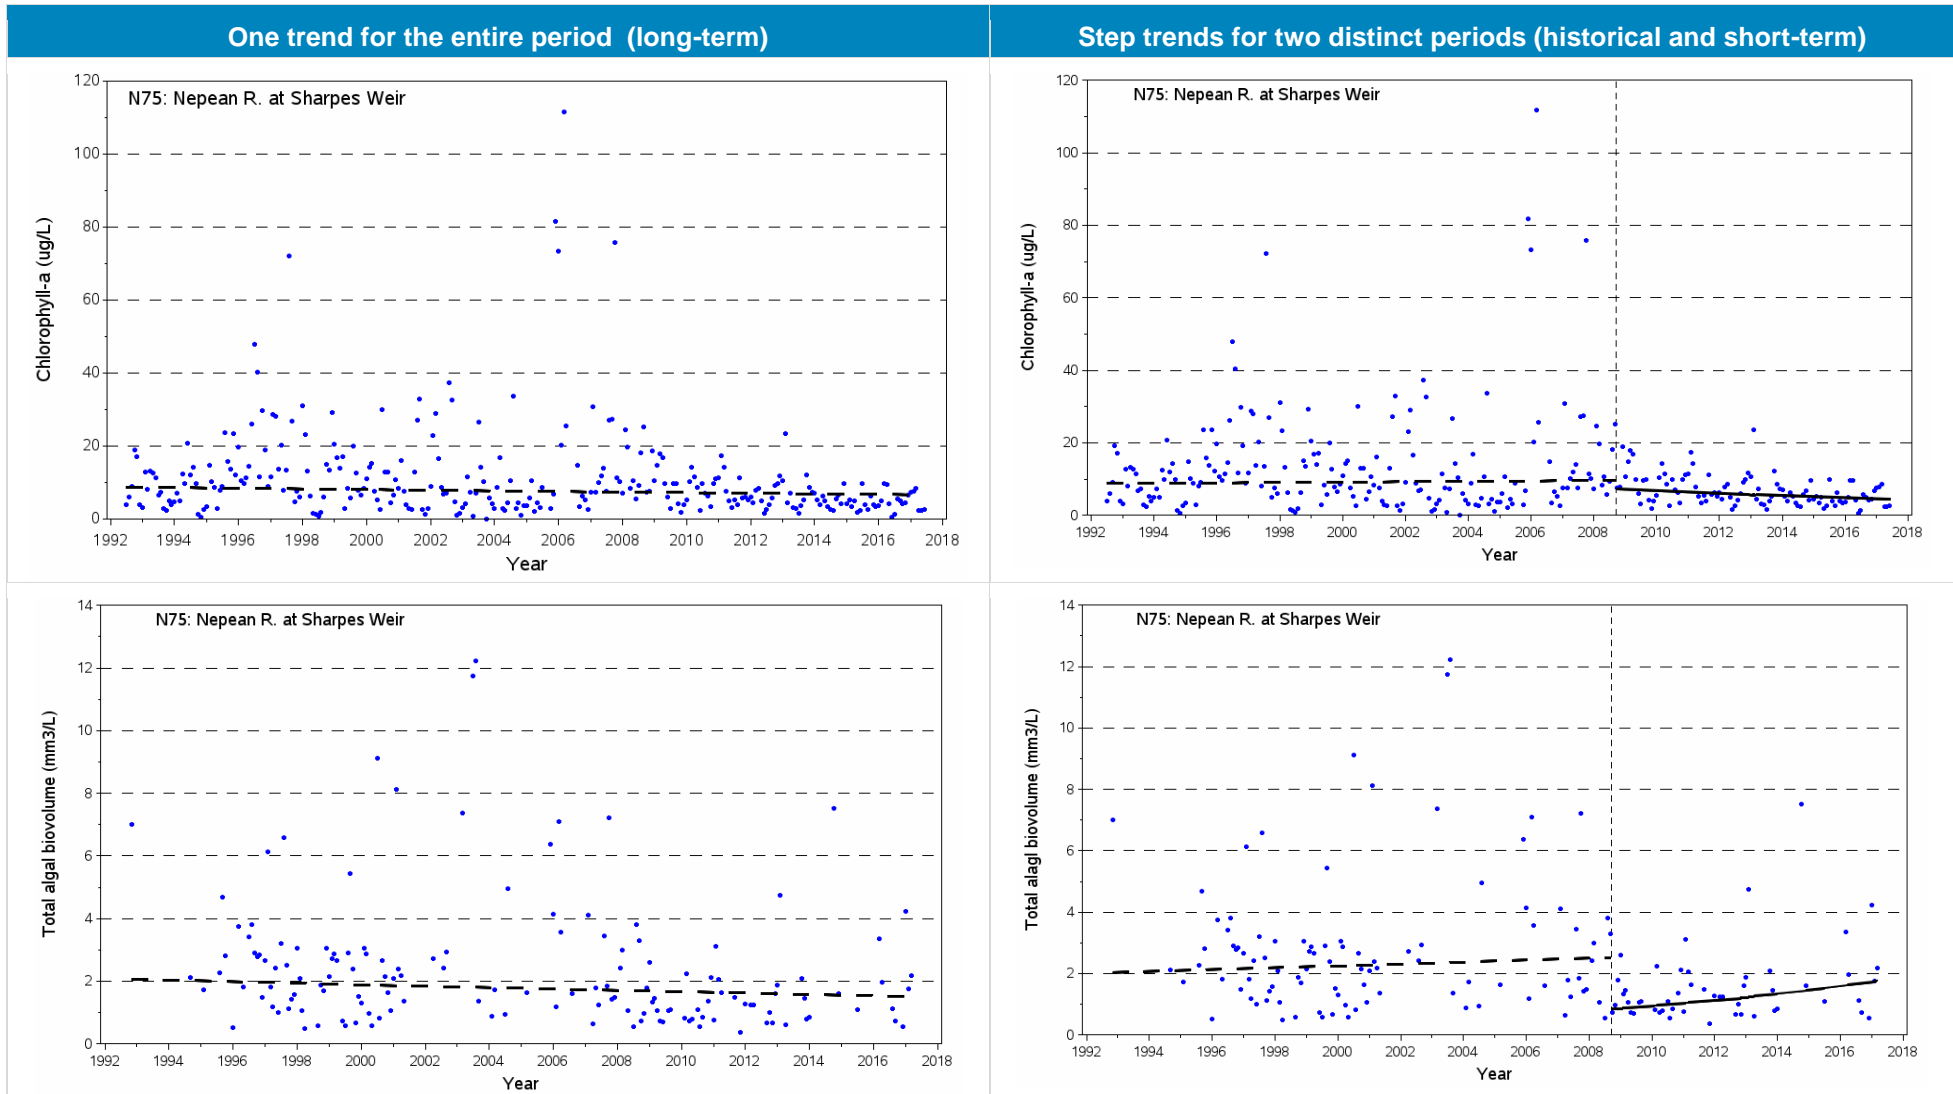 One trend for the entire period (long-term)
Step trends for two distinct periods (historical and short-term)
N75: Nepean R. at Sharpes Weir
Chlorophyll-a (ug/L)
120
100
80
60
40
20
0
1992 1994 1996 1998 2000 2002 2004 2006 2008 2010 2012 2014 2016 2018
Year
N75: Nepean R. at Sharpes Weir
Chlorophyll-a (ug/L)
120
100
80
60
40
20
0
1992 1994 1996 1998 2000 2002 2004 2006 2008 2010 2012 2014 2016 2018
Year
N75: Nepean R. at Sharpes Weir
Total algal biovolume (mm3/L)
14
12
10
8
6
4
2
0
1992 1994 1996 1998 2000 2002 2004 2006 2008 2010 2012 2014 2016 2018
Year
N75: Nepean R. at Sharpes Weir
Total alagl biovolume (mm3/L)
14
12
10
8
6
4
2
0
1992 1994 1996 1998 2000 2002 2004 2006 2008 2010 2012 2014 2016 2018
Year